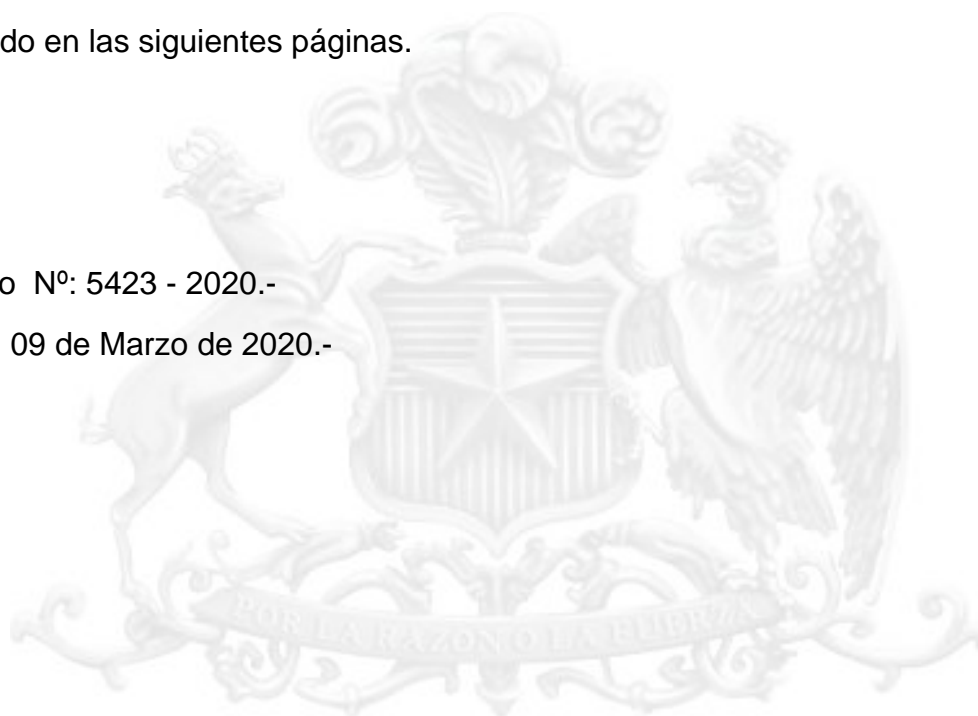 do en las siguientes páginas.
o Nº: 5423 - 2020.-
09 de Marzo de 2020.-
POR LA RAZON O LA FUERZA